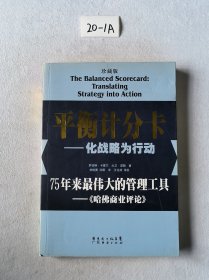 20-1A
珍藏版
The Balanced Scorecard:
Translating
Strategy into Action
平衡计分卡
——化战略为行动
75年来最伟大的管理工具
——《哈佛商业评论》